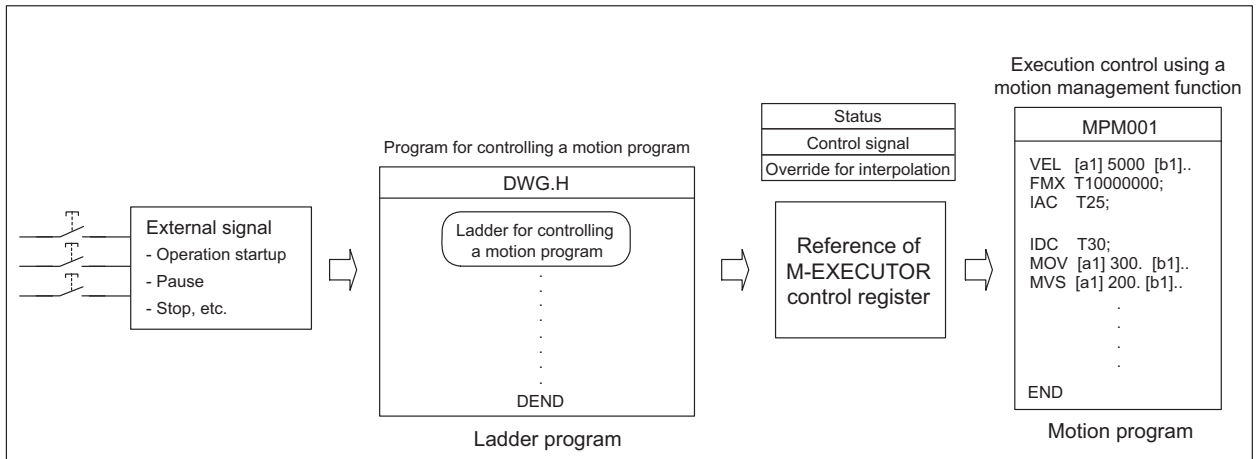 External signal
- Operation startup
- Pause
- Stop, etc.
Program for controlling a motion program
DWG.H
Ladder for controlling
a motion program
.
.
.
.
.
.
.
DEND
Ladder program
Status
Control signal
Override for interpolation
Reference of
M-EXECUTOR
control register
Execution control using a
motion management function
MPM001
VEL [a1] 5000 [b1]..
FMX T10000000;
IAC T25;
IDC T30;
MOV [a1] 300. [b1]..
MVS [a1] 200. [b1]..
.
.
.
.
END
Motion program